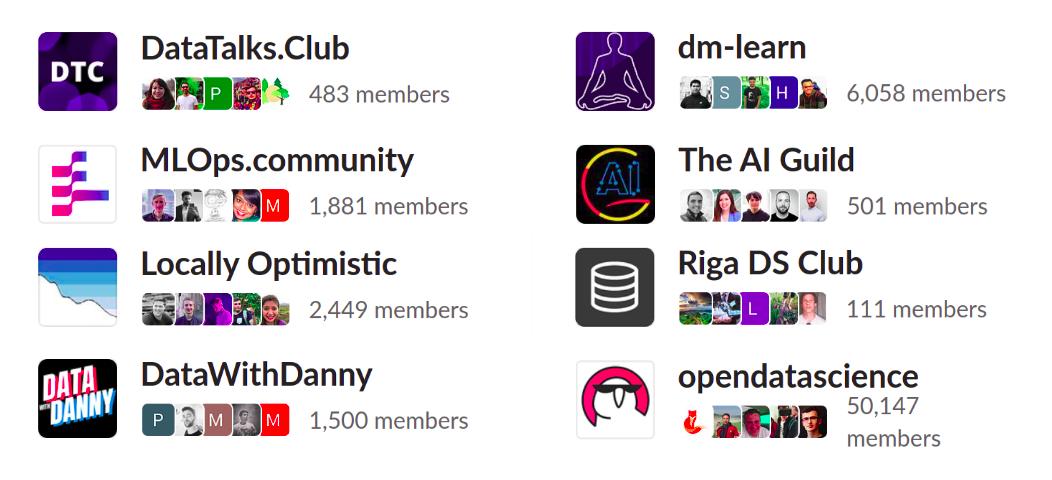 DTC
DataTalks.Club
P
483 members
MLOps.community
M
1,881 members
Locally Optimistic
2,449 members
DATA
WITH
DANNY
DataWithDanny
P M M
1,500 members
dm-learn
S H
6,058 members
AI
The AI Guild
501 members
Riga DS Club
L
111 members
opendatascience
50,147
members